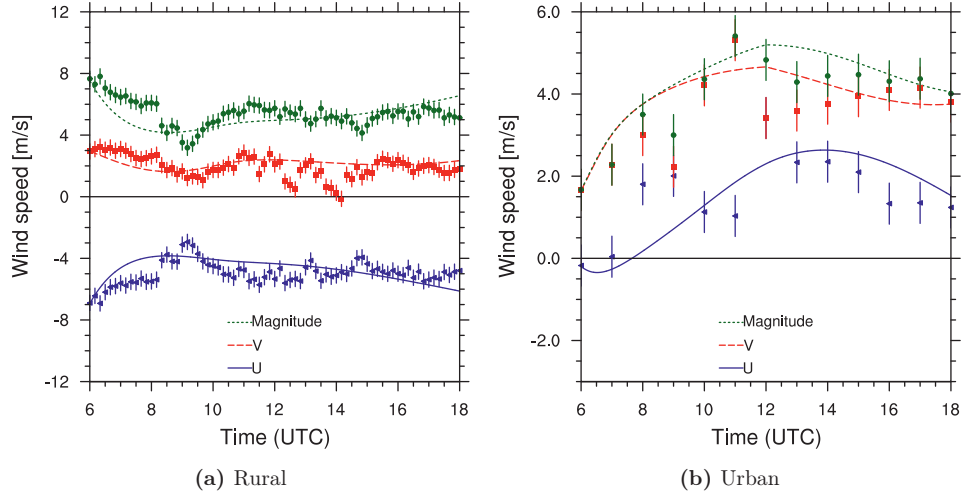 12
8
4
0
-4
-8
-12
Wind speed [m/s]
Magnitude
V
U
6 8 10 12 14 16 18
Time (UTC)
(a) Rural
6.0
4.0
2.0
0.0
-2.0
Wind speed [m/s]
Magnitude
V
U
6 8 10 12 14 16 18
Time (UTC)
(b) Urban